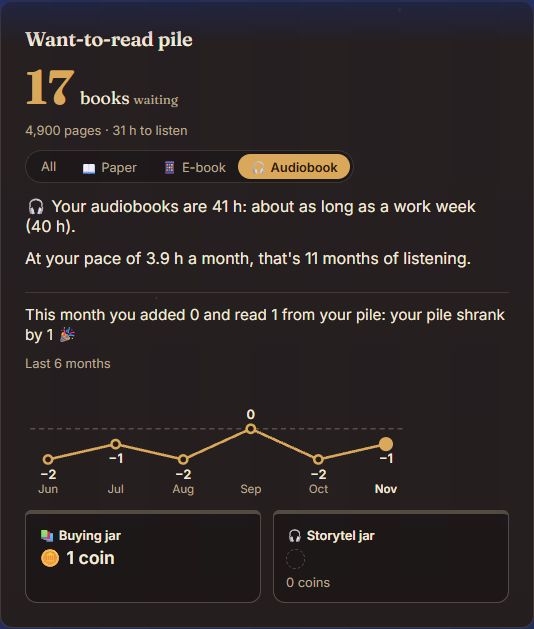 Want-to-read pile
17 books waiting
4,900 pages · 31 h to listen
All
Paper
E-book
Audiobook
Your audiobooks are 41 h: about as long as a work week
(40 h).
At your pace of 3.9 h a month, that's 11 months of listening.
This month you added 0 and read 1 from your pile: your pile shrank
by 1 🎉
Last 6 months
0
−1
−1
−2
−2
−2
Jun
Jul
Aug
Sep
Oct
Nov
Buying jar
1 coin
Storytel jar
0 coins